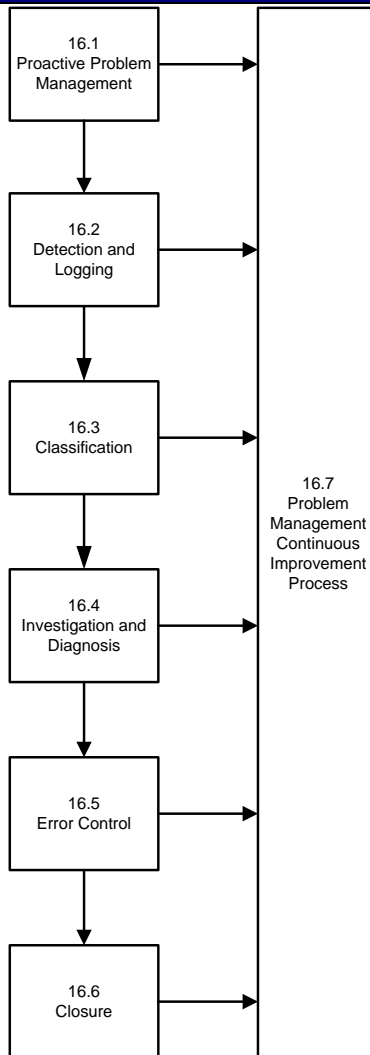 16.1
Proactive Problem
Management
16.2
Detection and
Logging
16.3
Classification
16.4
Investigation and
Diagnosis
16.5
Error Control
16.6
Closure
16.7
Problem
Management
Continuous
Improvement
Process